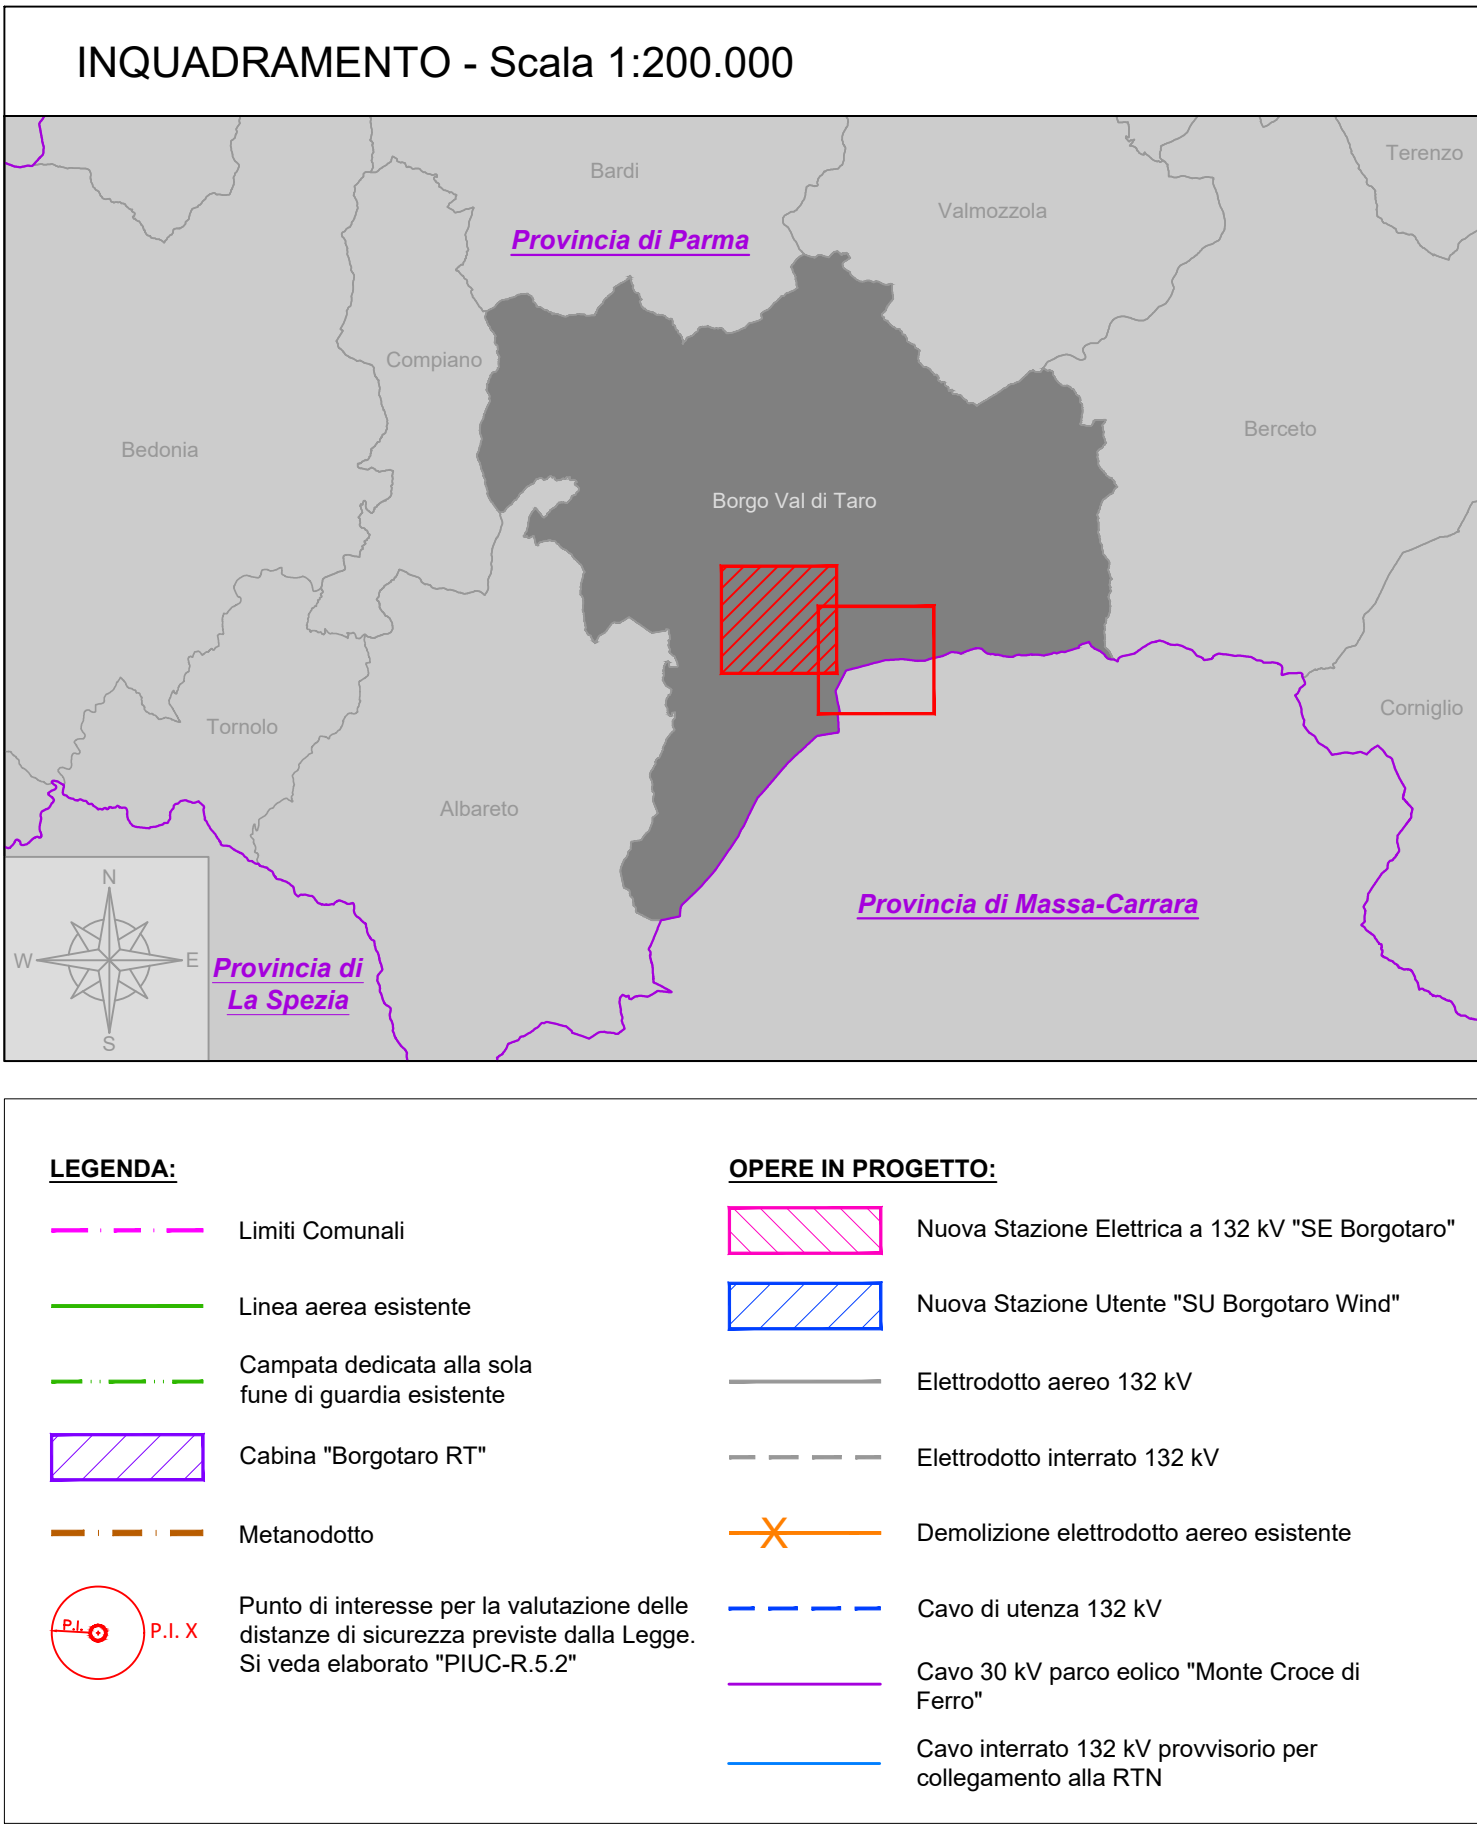 INQUADRAMENTO - Scala 1:200.000
Bardi
Terenzo
Valmozzola
Provincia di Parma
Compiano
Bedonia
Berceto
Borgo Val di Taro
Tornolo
Corniglio
Albareto
Provincia di Massa-Carrara
N
W
E
S
Provincia di
La Spezia
LEGENDA:
Limiti Comunali
Linea aerea esistente
Campata dedicata alla sola
fune di guardia esistente
Cabina "Borgotaro RT"
Metanodotto
P.I.
P.I. X
Punto di interesse per la valutazione delle
distanze di sicurezza previste dalla Legge.
Si veda elaborato "PIUC-R.5.2"
OPERE IN PROGETTO:
Nuova Stazione Elettrica a 132 kV "SE Borgotaro"
Nuova Stazione Utente "SU Borgotaro Wind"
Elettrodotto aereo 132 kV
Elettrodotto interrato 132 kV
Demolizione elettrodotto aereo esistente
Cavo di utenza 132 kV
Cavo 30 kV parco eolico "Monte Croce di
Ferro"
Cavo interrato 132 kV provvisorio per
collegamento alla RTN